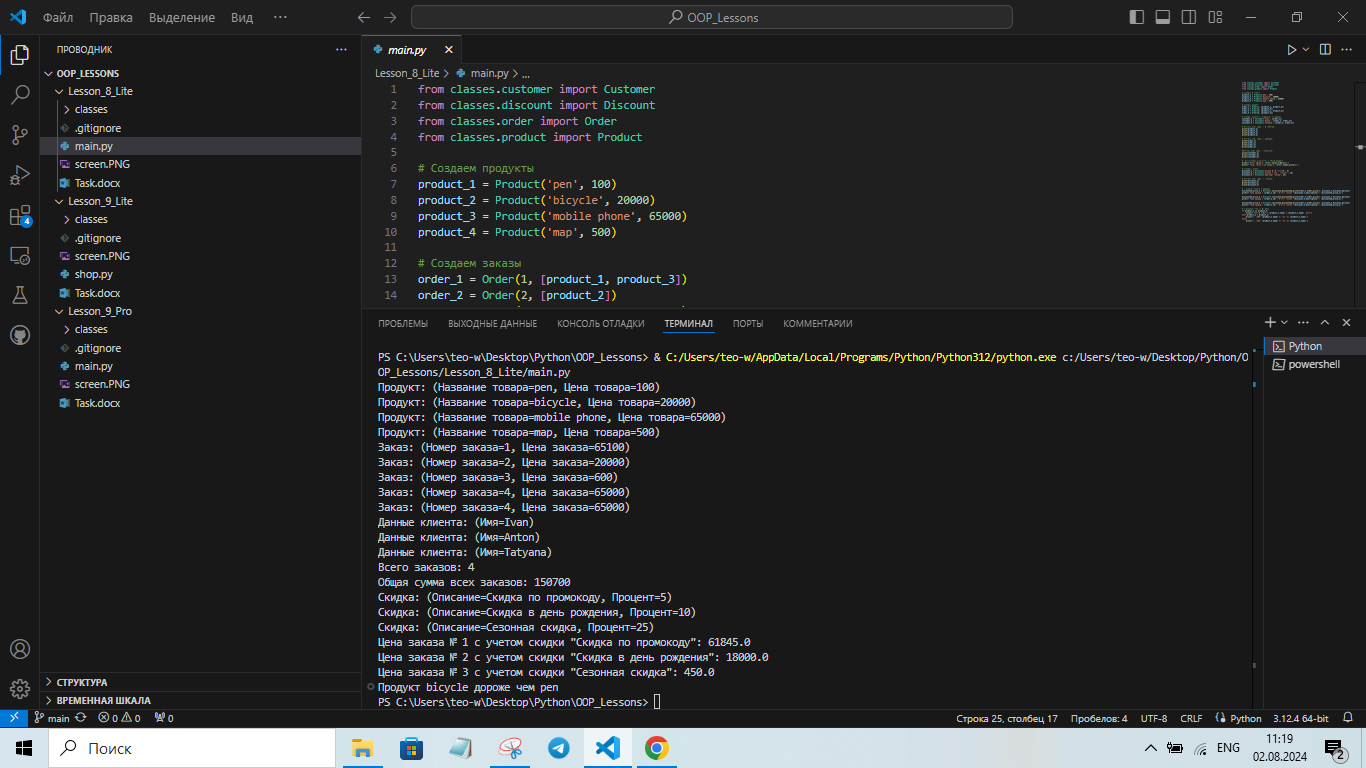 Файл Правка Выделение Вид ··· OOP_Lessons
ПРОВОДНИК ···
OOP_LESSONS
Lesson_8_Lite
classes
.gitignore
main.py
screen.PNG
Task.docx
Lesson_9_Lite
classes
.gitignore
screen.PNG
shop.py
Task.docx
Lesson_9_Pro
classes
.gitignore
main.py
screen.PNG
Task.docx
СТРУКТУРА
ВРЕМЕННАЯ ШКАЛА
4
main.py
Lesson_8_Lite > main.py > ...
1 from classes.customer import Customer
2 from classes.discount import Discount
3 from classes.order import Order
4 from classes.product import Product
5
6 # Создаем продукты
7 product_1 = Product('pen', 100)
8 product_2 = Product('bicycle', 20000)
9 product_3 = Product('mobile phone', 65000)
10 product_4 = Product('map', 500)
11
12 # Создаем заказы
13 order_1 = Order(1, [product_1, product_3])
14 order_2 = Order(2, [product_2])
ПРОБЛЕМЫ ВЫХОДНЫЕ ДАННЫЕ КОНСОЛЬ ОТЛАДКИ ТЕРМИНАЛ ПОРТЫ КОММЕНТАРИИ
PS C:\Users\teo-w\Desktop\Python\OOP_Lessons> & C:/Users/teo-w/AppData/Local/Programs/Python/Python312/python.exe c:/Users/teo-w/Desktop/Python/O
OP_Lessons/Lesson_8_Lite/main.py
Продукт: (Название товара=pen, Цена товара=100)
Продукт: (Название товара=bicycle, Цена товара=20000)
Продукт: (Название товара=mobile phone, Цена товара=65000)
Продукт: (Название товара=map, Цена товара=500)
Заказ: (Номер заказа=1, Цена заказа=65100)
Заказ: (Номер заказа=2, Цена заказа=20000)
Заказ: (Номер заказа=3, Цена заказа=600)
Заказ: (Номер заказа=4, Цена заказа=65000)
Заказ: (Номер заказа=4, Цена заказа=65000)
Данные клиента: (Имя=Ivan)
Данные клиента: (Имя=Anton)
Данные клиента: (Имя=Tatyana)
Всего заказов: 4
Общая сумма всех заказов: 150700
Скидка: (Описание=Скидка по промокоду, Процент=5)
Скидка: (Описание=Скидка в день рождения, Процент=10)
Скидка: (Описание=Сезонная скидка, Процент=25)
Цена заказа № 1 с учетом скидки "Скидка по промокоду": 61845.0
Цена заказа № 2 с учетом скидки "Скидка в день рождения": 18000.0
Цена заказа № 3 с учетом скидки "Сезонная скидка": 450.0
Продукт bicycle дороже чем pen
PS C:\Users\teo-w\Desktop\Python\OOP_Lessons>
Python
powershell
main 0 0 0 Строка 25, столбец 17 Пробелов: 4 UTF-8 CRLF Python 3.12.4 64-bit
Поиск ENG 11:19
02.08.2024 2